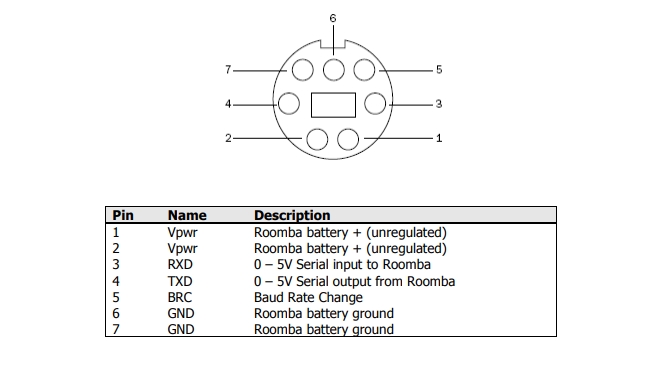 6
7 5
4 3
2 1
Pin Name Description
1 Vpwr Roomba battery + (unregulated)
2 Vpwr Roomba battery + (unregulated)
3 RXD 0 – 5V Serial input to Roomba
4 TXD 0 – 5V Serial output from Roomba
5 BRC Baud Rate Change
6 GND Roomba battery ground
7 GND Roomba battery ground